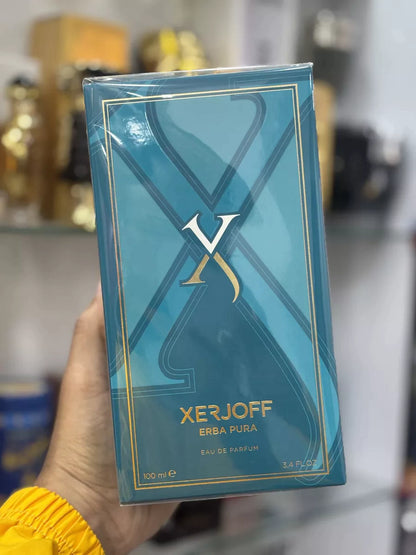 XERJOFF
ERBA PURA
EAU DE PARFUM
100 ml e 3.4 FL.OZ